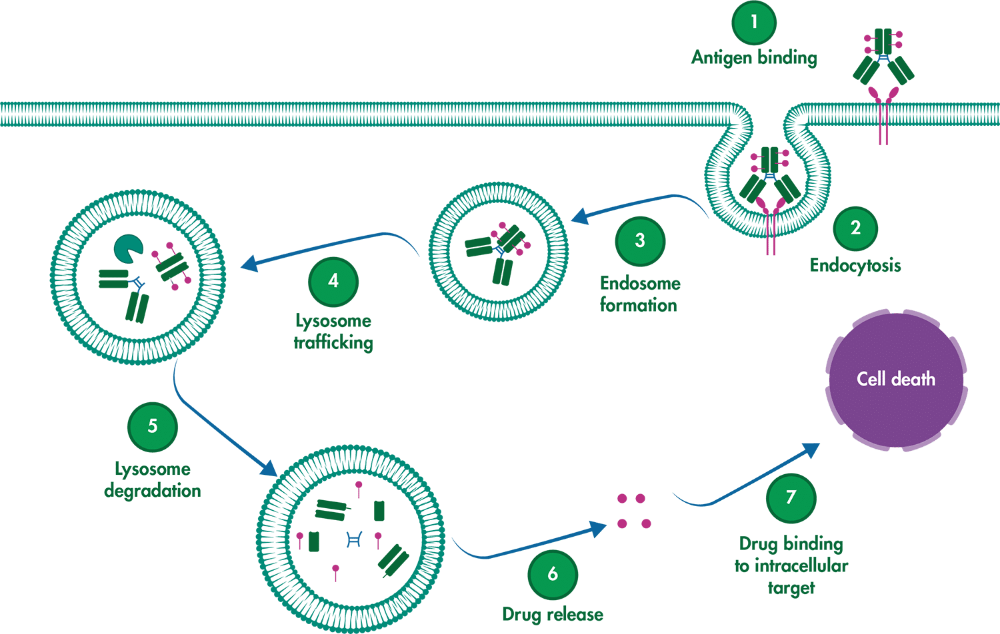 1
Antigen binding
2
Endocytosis
3
Endosome
formation
4
Lysosome
trafficking
5
Lysosome
degradation
6
Drug release
7
Drug binding
to intracellular
target
Cell death